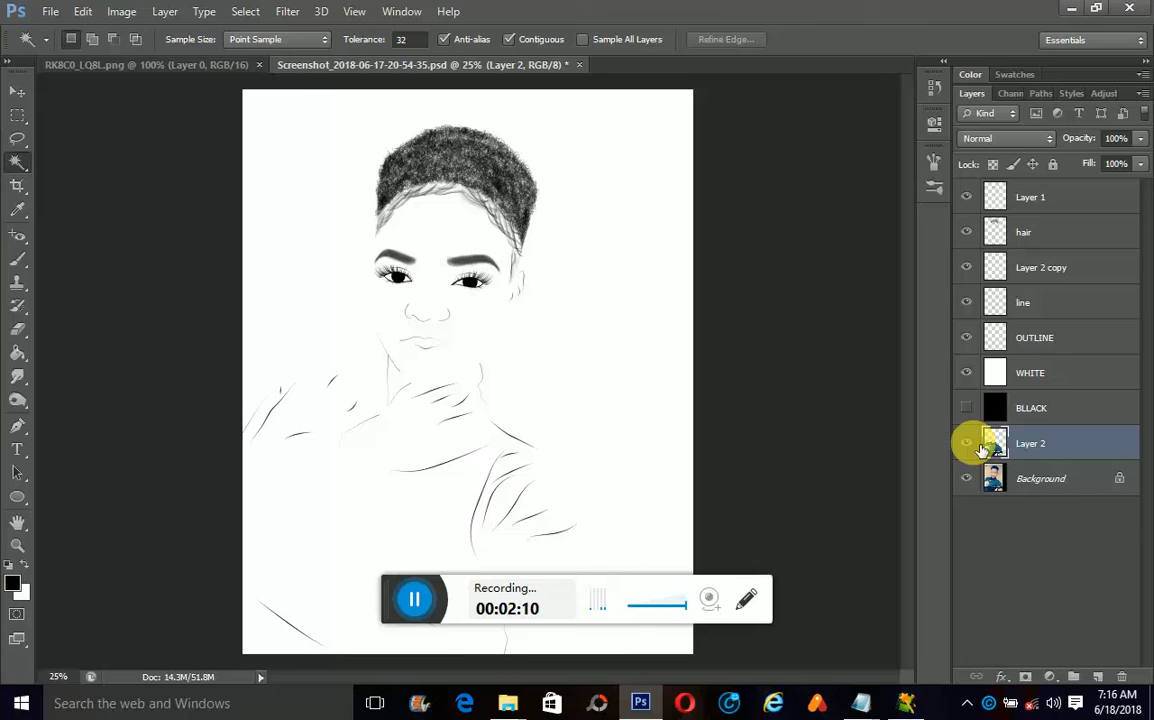 Ps File Edit Image Layer Type Select Filter 3D View Window Help
Sample Size: Point Sample Tolerance: 32 Anti-alias Contiguous Sample All Layers Refine Edge... Essentials
RK8C0_LQ8L.png @ 100% (Layer 0, RGB/16) × Screenshot_2018-06-17-20-54-35.psd @ 25% (Layer 2, RGB/8) * ×
Color Swatches
Layers Chann Paths Styles Adjust
Kind
Normal Opacity: 100%
Lock: Fill: 100%
Layer 1
hair
Layer 2 copy
line
OUTLINE
WHITE
BLLACK
Layer 2
Background
Recording...
00:02:10
25% Doc: 14.3M/51.8M
Search the web and Windows
7:16 AM
6/18/2018